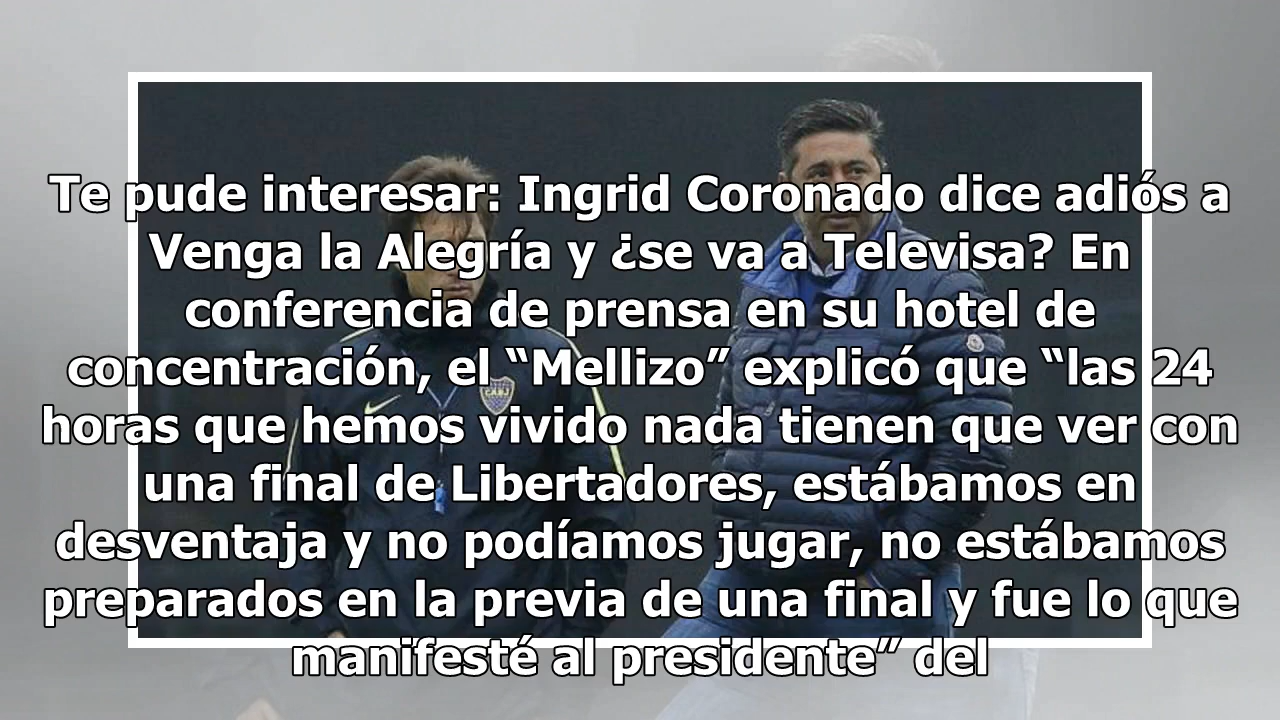 Te pude interesar: Ingrid Coronado dice adiós a
Venga la Alegría y ¿se va a Televisa? En
conferencia de prensa en su hotel de
concentración, el “Mellizo” explicó que “las 24
horas que hemos vivido nada tienen que ver con
una final de Libertadores, estábamos en
desventaja y no podíamos jugar, no estábamos
preparados en la previa de una final y fue lo que
manifesté al presidente” del
CABJ